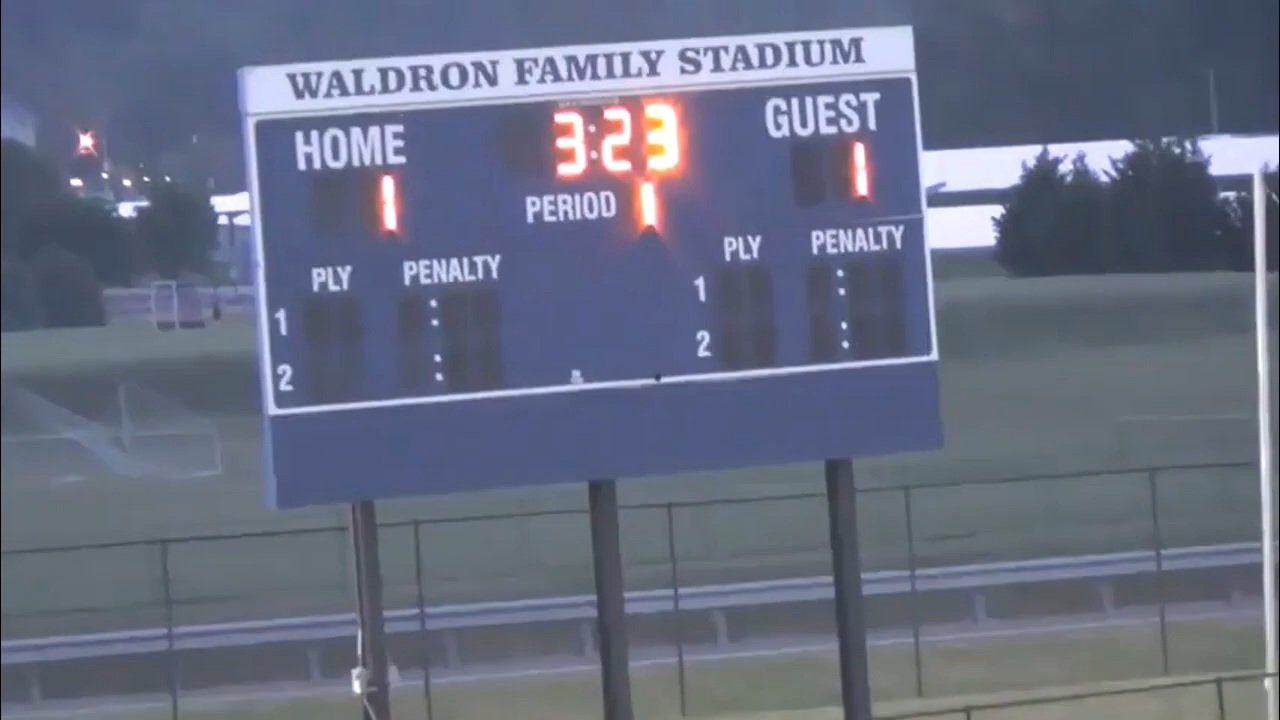 WALDRON FAMILY STADIUM
HOME 3:23 GUEST
1 PERIOD 1 1
PLY PENALTY PLY PENALTY
1 : 1 :
2 : 2 :